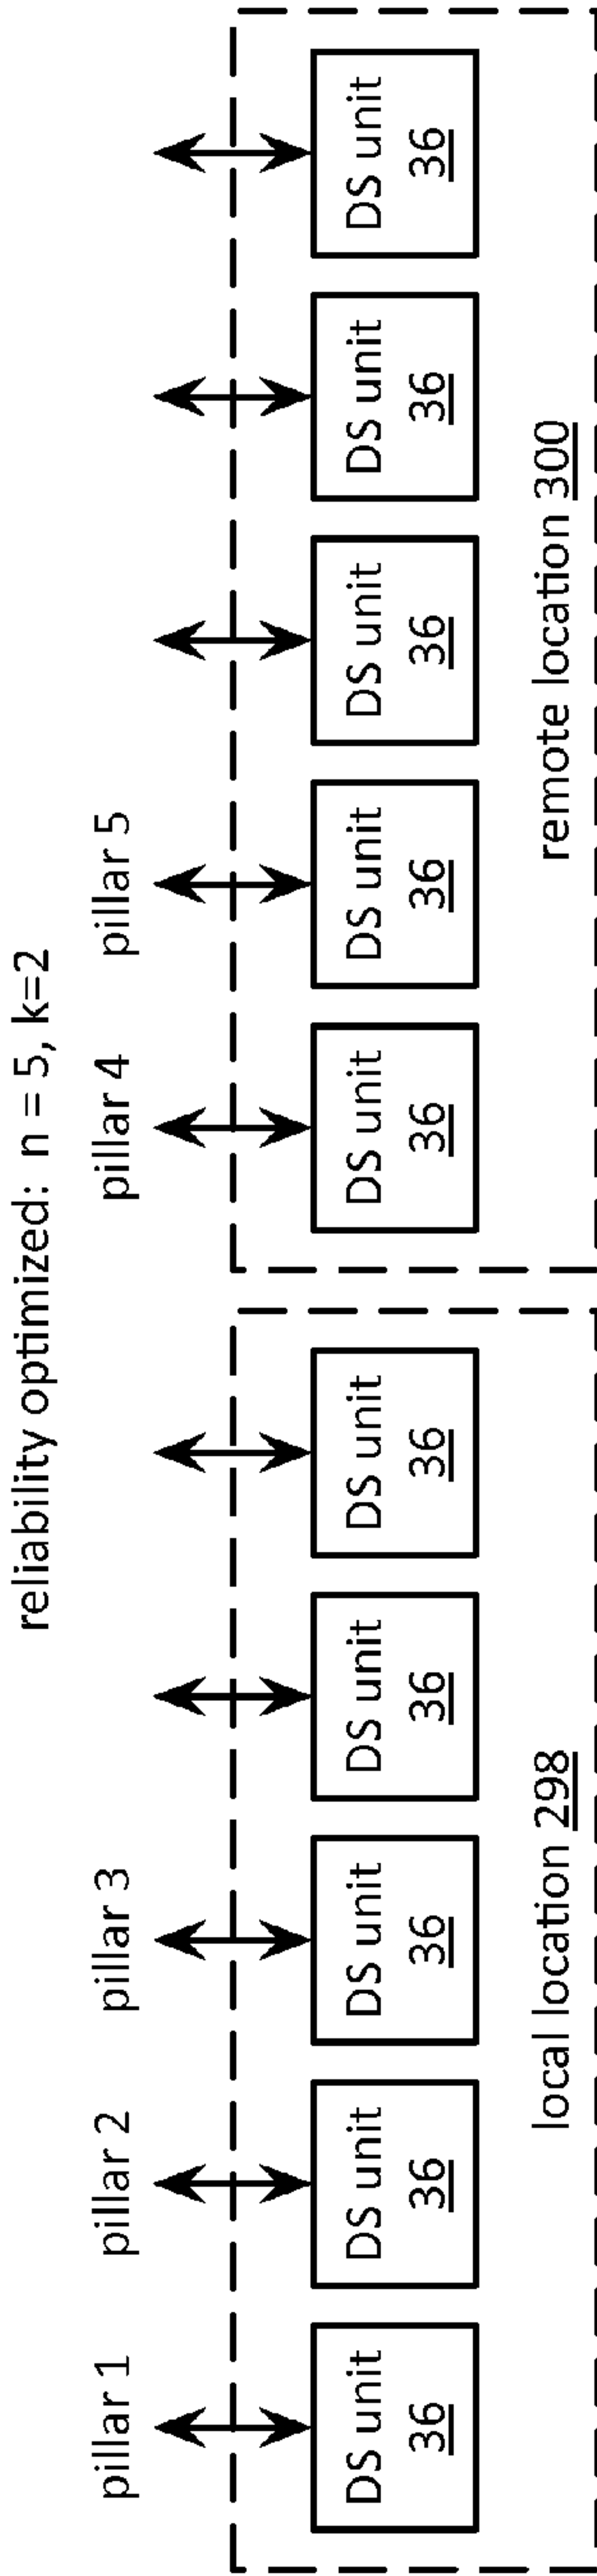 reliability optimized: n = 5, k=2
pillar 1
pillar 2
pillar 3
pillar 4
pillar 5
DS unit
36
DS unit
36
DS unit
36
DS unit
36
DS unit
36
DS unit
36
DS unit
36
DS unit
36
DS unit
36
DS unit
36
local location 298
remote location 300